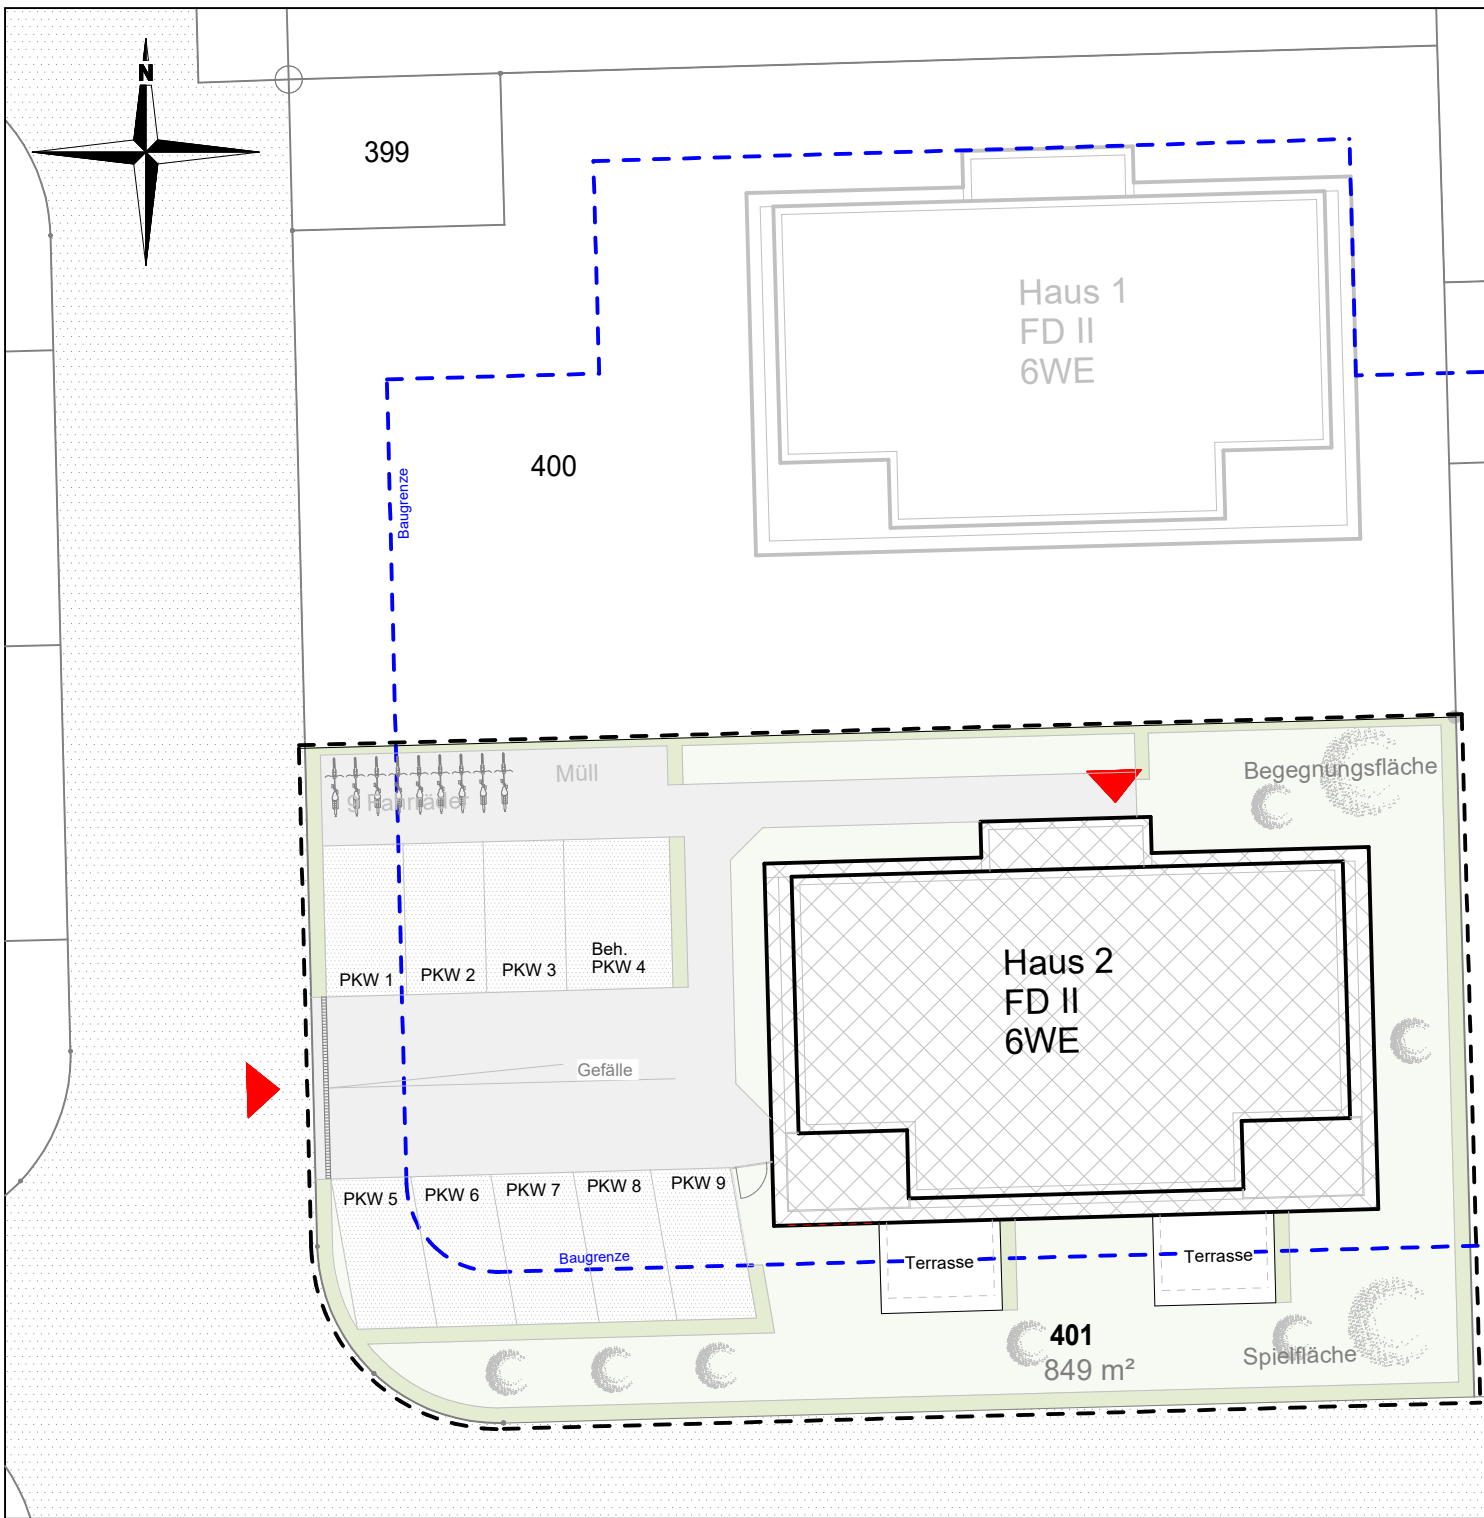 N
399
Haus 1
FD II
6WE
400
Baugrenze
Müll
9 Fahrräder
Begegnungsfläche
PKW 1
PKW 2
PKW 3
Beh.
PKW 4
Haus 2
FD II
6WE
Gefälle
PKW 5
PKW 6
PKW 7
PKW 8
PKW 9
Baugrenze
Terrasse
Terrasse
401
849 m²
Spielfläche